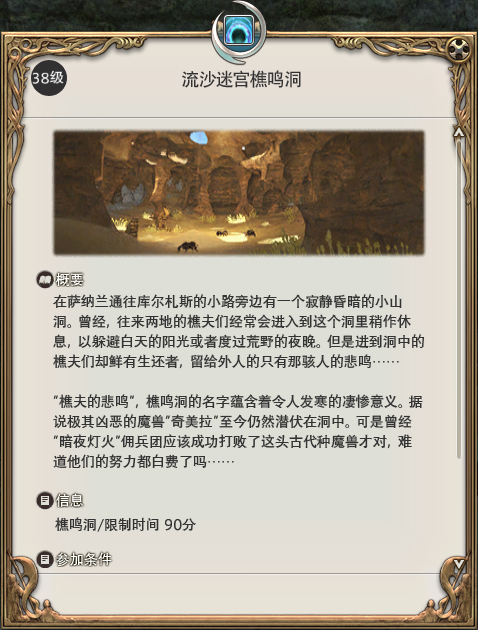 38级
流沙迷宫樵鸣洞
概要
在萨纳兰通往库尔札斯的小路旁边有一个寂静昏暗的小山
洞。曾经，往来两地的樵夫们经常会进入到这个洞里稍作休
息，以躲避白天的阳光或者度过荒野的夜晚。但是进到洞中的
樵夫们却鲜有生还者，留给外人的只有那骇人的悲鸣……
“樵夫的悲鸣”，樵鸣洞的名字蕴含着令人发寒的凄惨意义。据
说极其凶恶的魔兽“奇美拉”至今仍然潜伏在洞中。可是曾经
“暗夜灯火”佣兵团应该成功打败了这头古代种魔兽才对，难
道他们的努力都白费了吗……
信息
樵鸣洞/限制时间 90分
参加条件